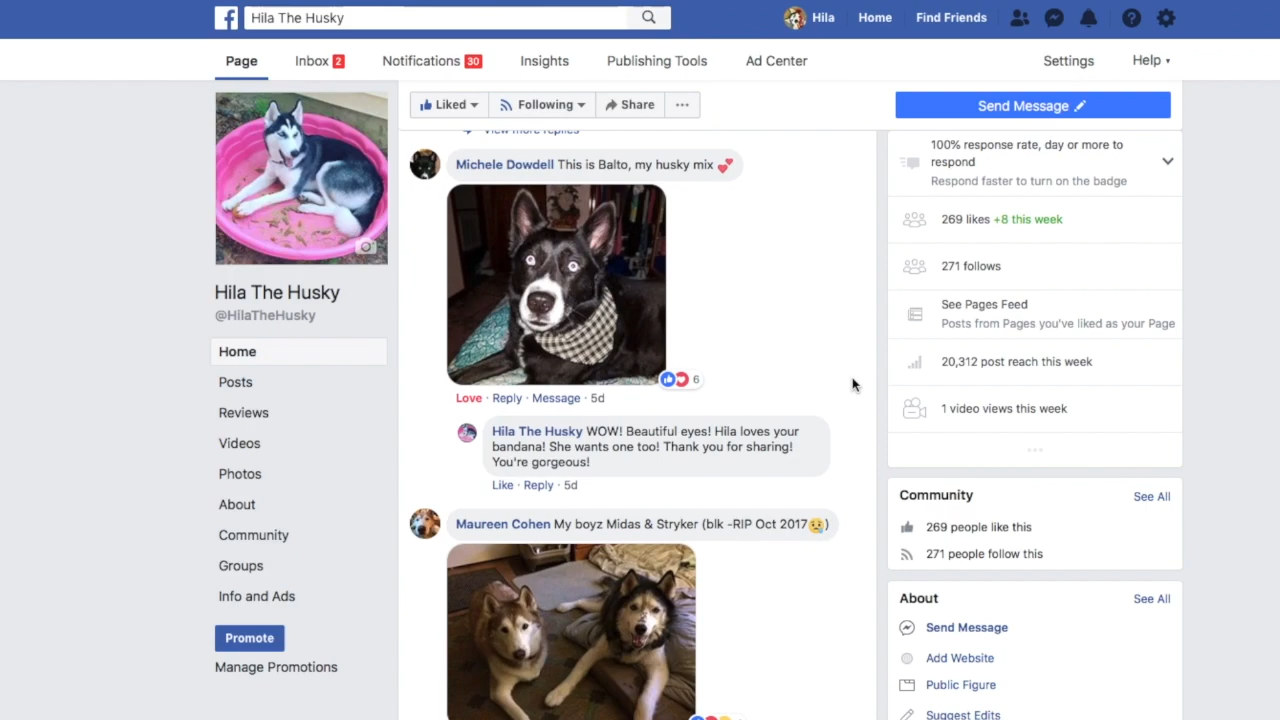 Hila The Husky
Hila
Home
Find Friends
Page
Inbox 2
Notifications 30
Insights
Publishing Tools
Ad Center
Settings
Help
Liked
Following
Share
Send Message
Hila The Husky
@HilaTheHusky
Home
Posts
Reviews
Videos
Photos
About
Community
Groups
Info and Ads
Promote
Manage Promotions
View more replies
Michele Dowdell This is Balto, my husky mix 💕
6
Love · Reply · Message · 5d
Hila The Husky WOW! Beautiful eyes! Hila loves your
bandana! She wants one too! Thank you for sharing!
You're gorgeous!
Like · Reply · 5d
Maureen Cohen My boyz Midas & Stryker (blk -RIP Oct 2017😢)
100% response rate, day or more to
respond
Respond faster to turn on the badge
269 likes +8 this week
271 follows
See Pages Feed
Posts from Pages you've liked as your Page
20,312 post reach this week
1 video views this week
Community
See All
269 people like this
271 people follow this
About
See All
Send Message
Add Website
Public Figure
Suggest Edits